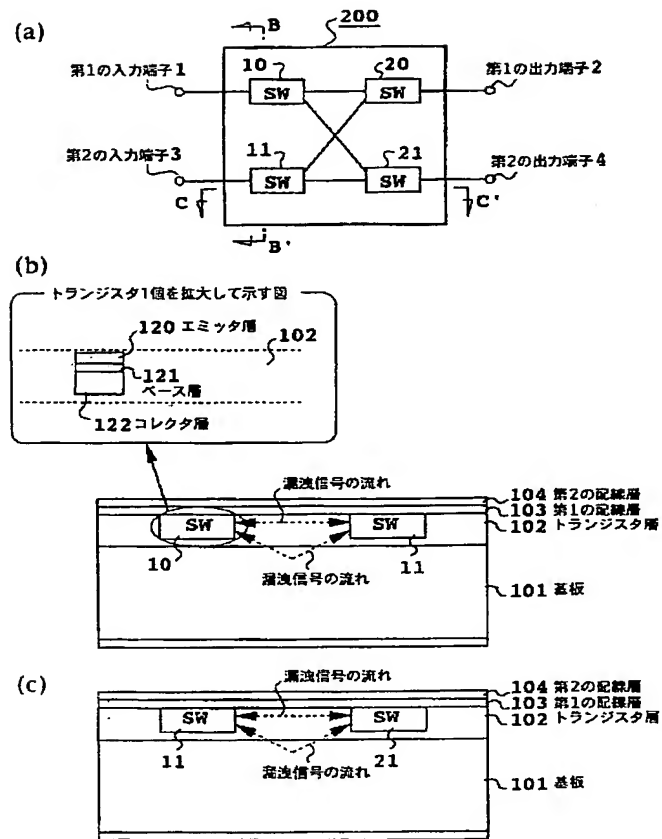 (a)
B
200
第1の入力端子1
10
20
第1の出力端子2
SW
SW
第2の入力端子3
11
21
第2の出力端子4
SW
SW
C
C'
B'
(b)
トランジスタ1個を拡大して示す図
120 エミッタ層
102
121
ベース層
122コレクタ層
漏洩信号の流れ
104 第2の配線層
103 第1の配線層
SW
SW
102 トランジスタ層
10
11
漏洩信号の流れ
101 基板
(c)
漏洩信号の流れ
104 第2の配線層
103 第1の配線層
SW
SW
102 トランジスタ層
11
21
漏洩信号の流れ
101 基板